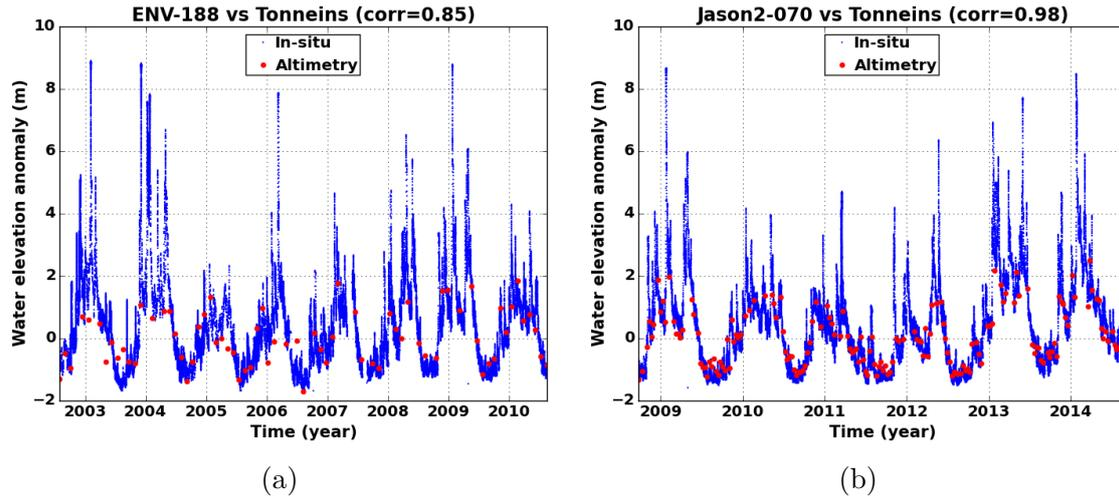 ENV-188 vs Tonneins (corr=0.85)
In-situ
Altimetry
Water elevation anomaly (m)
10
8
6
4
2
0
−2
2003 2004 2005 2006 2007 2008 2009 2010
Time (year)
(a)
Jason2-070 vs Tonneins (corr=0.98)
In-situ
Altimetry
Water elevation anomaly (m)
10
8
6
4
2
0
−2
2009 2010 2011 2012 2013 2014
Time (year)
(b)